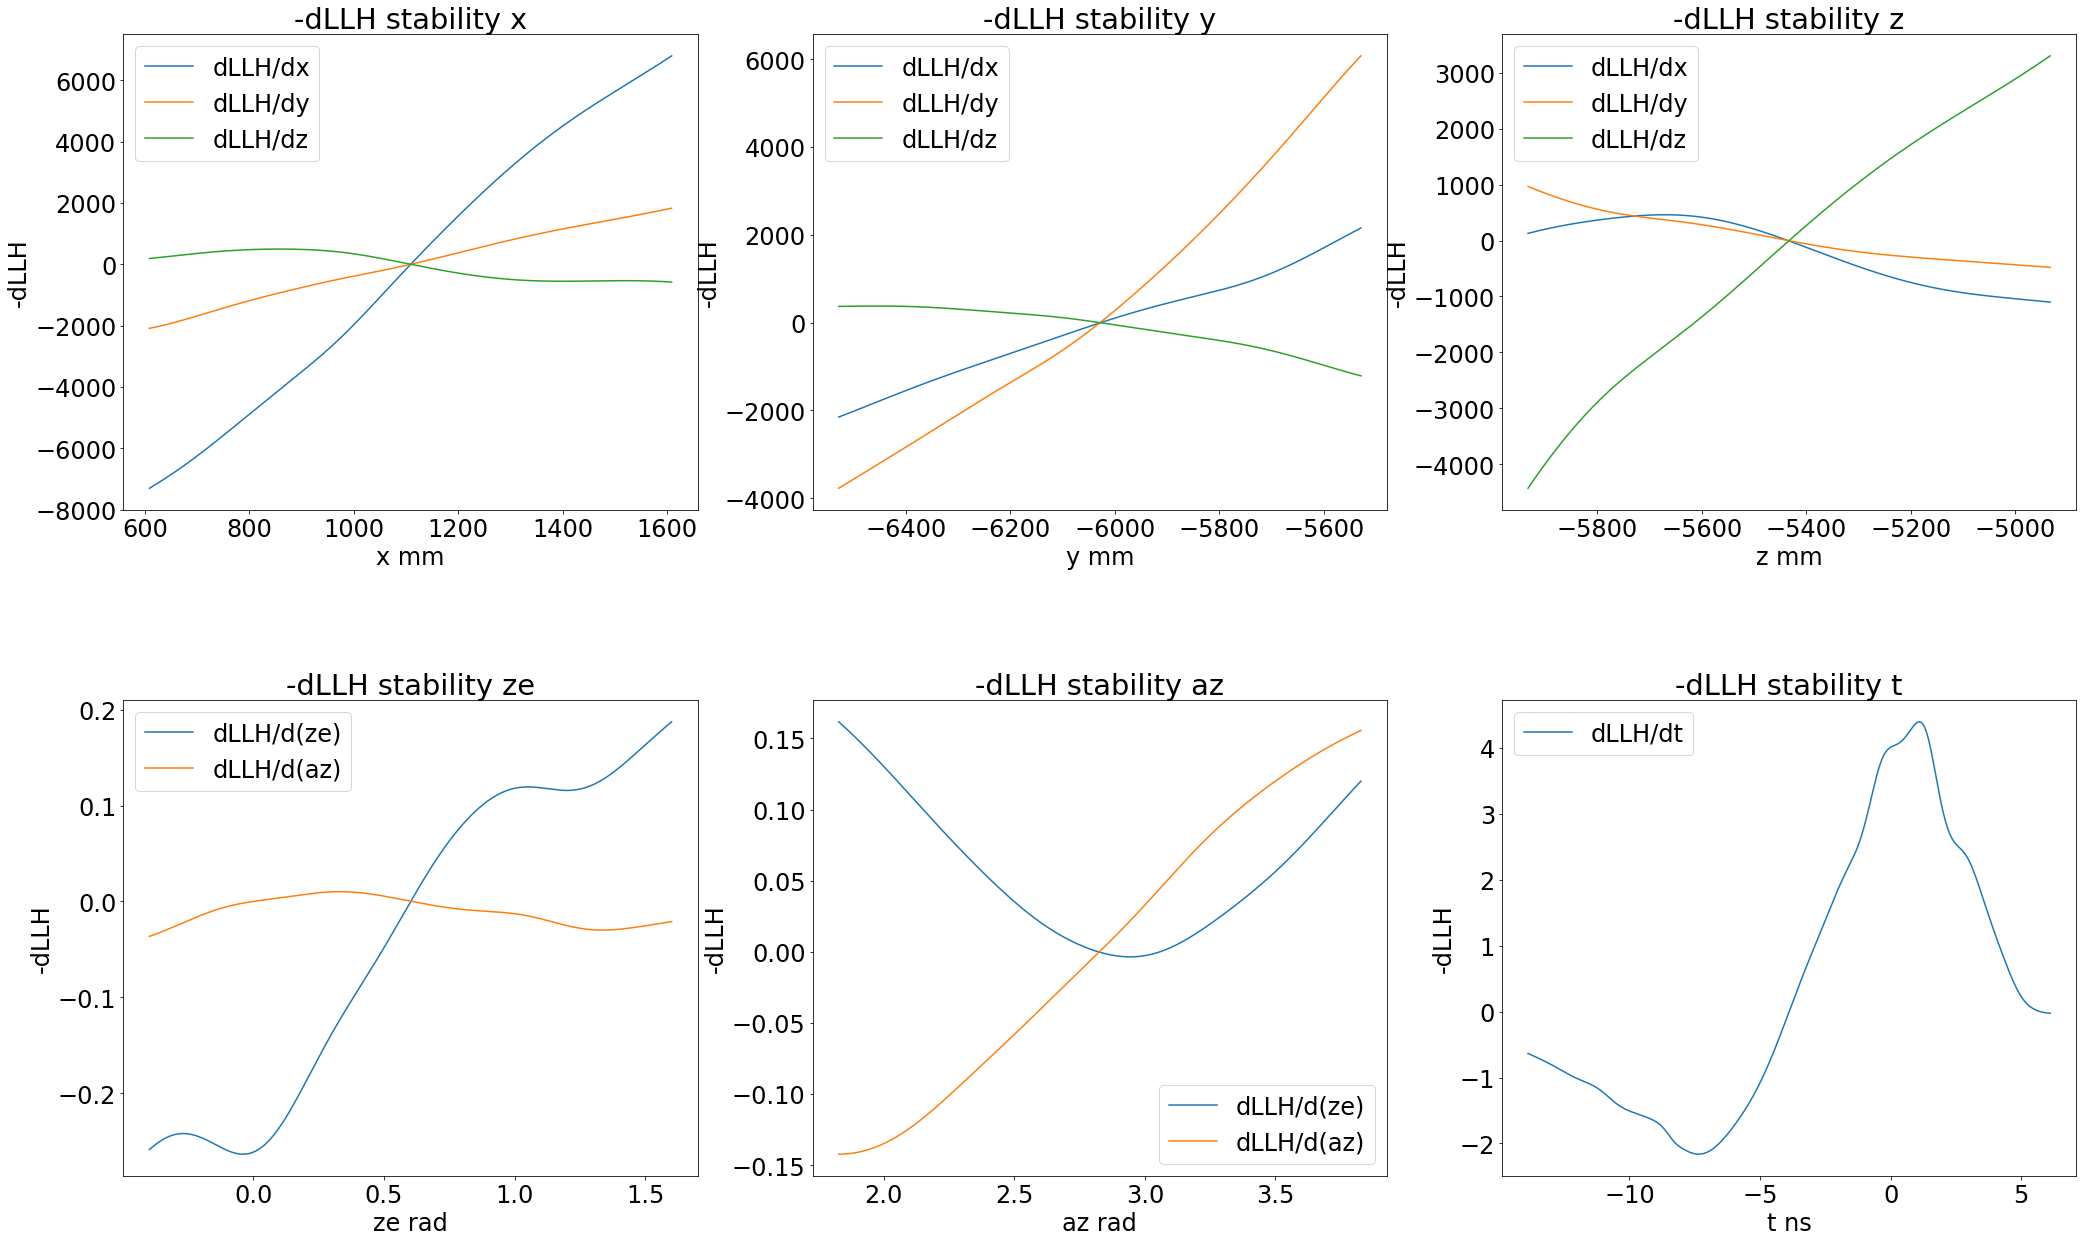 -dLLH stability x
dLLH/dx
dLLH/dy
dLLH/dz
6000
4000
2000
0
−2000
−4000
−6000
−8000
-dLLH
600 800 1000 1200 1400 1600
x mm
-dLLH stability y
dLLH/dx
dLLH/dy
dLLH/dz
6000
4000
2000
0
−2000
−4000
-dLLH
−6400 −6200 −6000 −5800 −5600
y mm
-dLLH stability z
dLLH/dx
dLLH/dy
dLLH/dz
3000
2000
1000
0
−1000
−2000
−3000
−4000
-dLLH
−5800 −5600 −5400 −5200 −5000
z mm
-dLLH stability ze
dLLH/d(ze)
dLLH/d(az)
0.2
0.1
0.0
−0.1
−0.2
-dLLH
0.0 0.5 1.0 1.5
ze rad
-dLLH stability az
0.15
0.10
0.05
0.00
−0.05
−0.10
−0.15
-dLLH
dLLH/d(ze)
dLLH/d(az)
2.0 2.5 3.0 3.5
az rad
-dLLH stability t
dLLH/dt
4
3
2
1
0
−1
−2
-dLLH
−10 −5 0 5
t ns